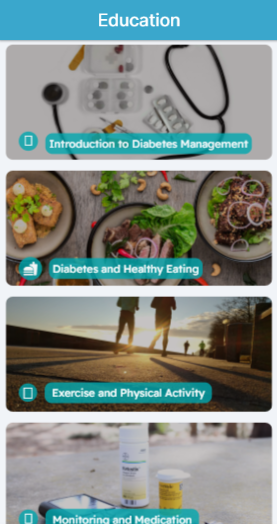 Education
Introduction to Diabetes Management
Diabetes and Healthy Eating
Exercise and Physical Activity
Monitoring and Medication